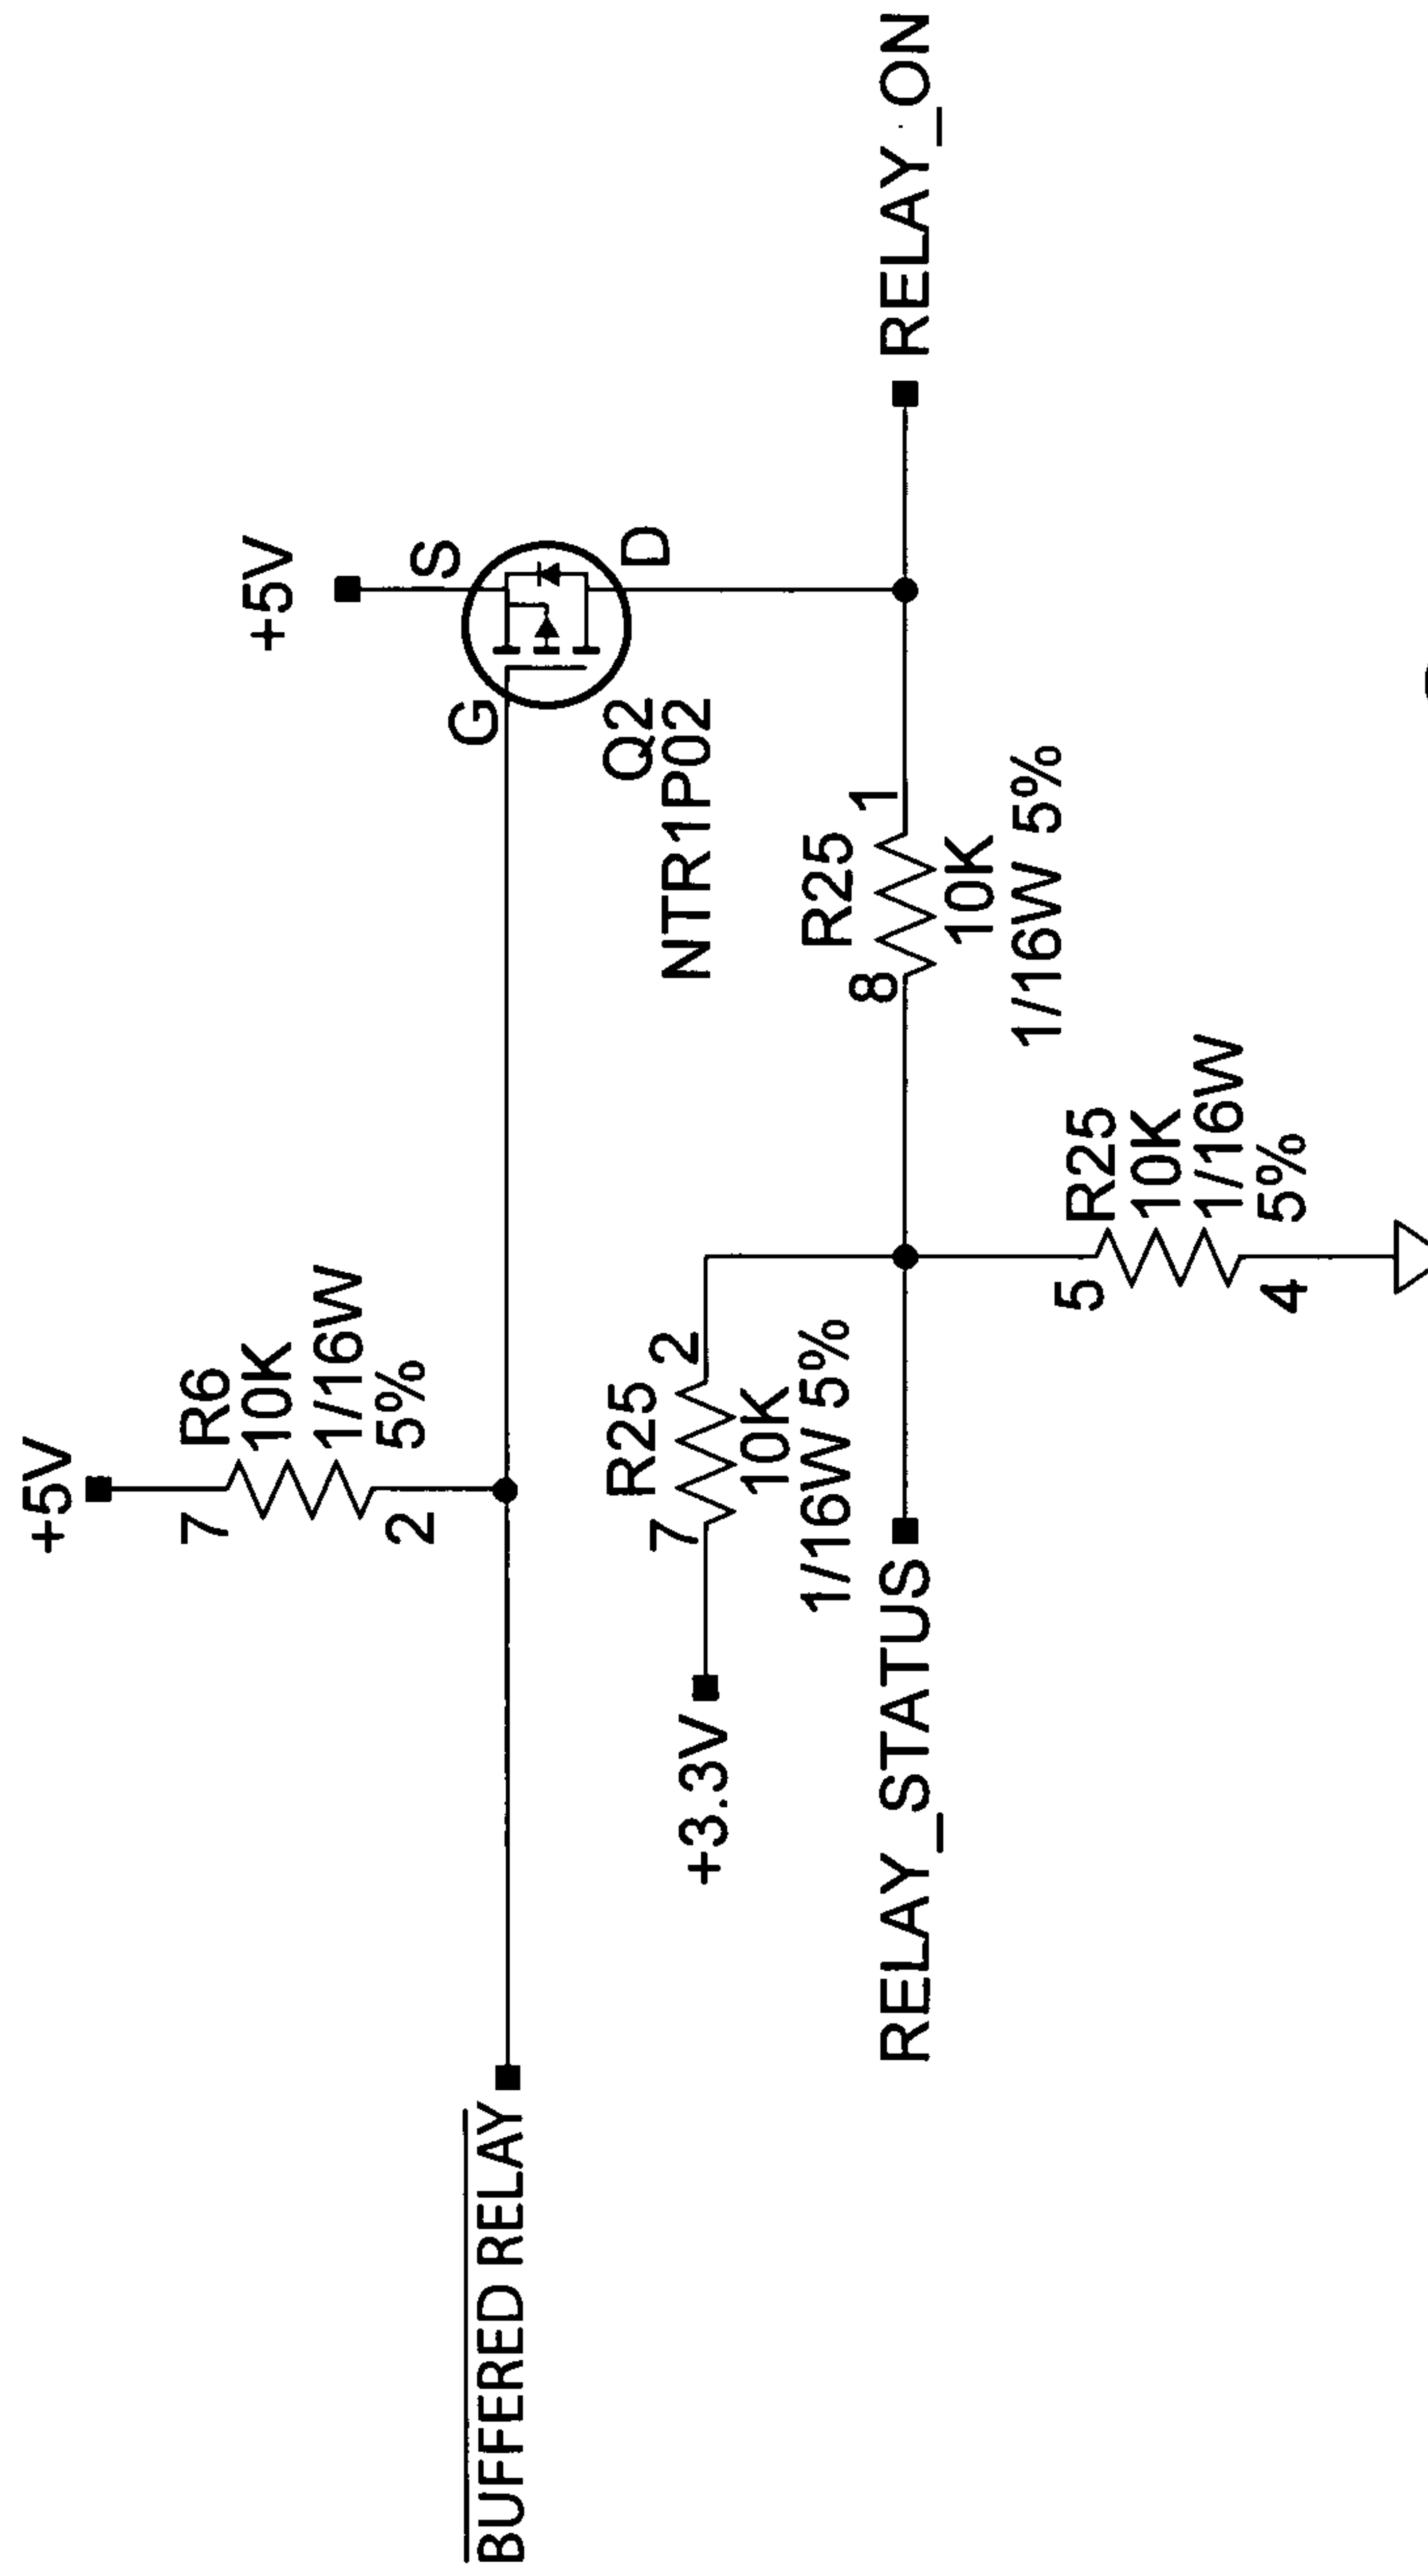 +5V
7
R6
10K
1/16W
5%
2
BUFFERED RELAY
+5V
S
G
D
Q2
NTR1P02
+3.3V
7
R25
2
10K
1/16W 5%
RELAY_STATUS
8
R25
1
10K
1/16W 5%
RELAY_ON
5
R25
10K
1/16W
5%
4